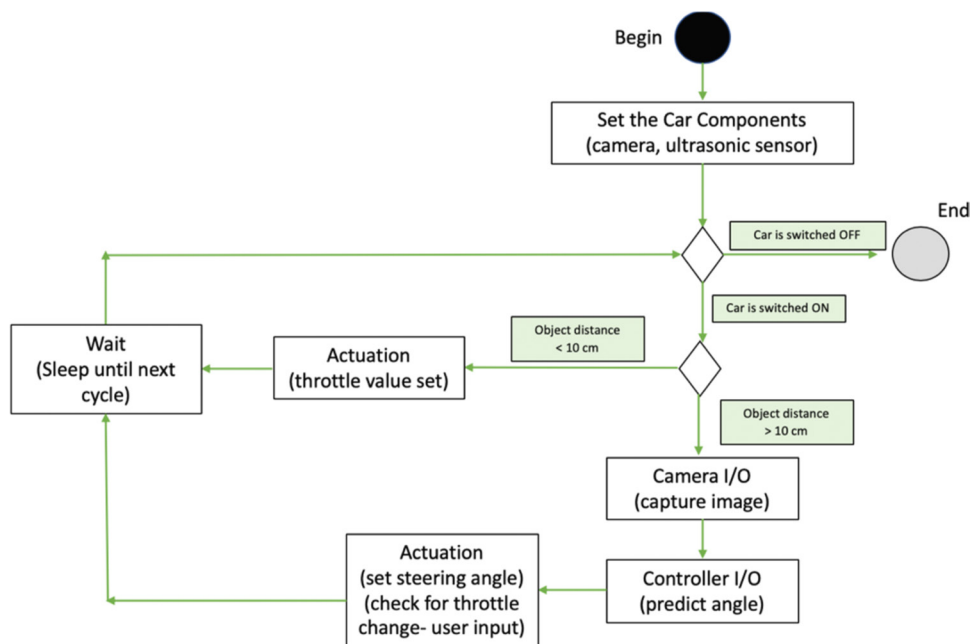 Begin
Set the Car Components
(camera, ultrasonic sensor)
End
Car is switched OFF
Car is switched ON
Wait
(Sleep until next
cycle)
Actuation
(throttle value set)
Object distance
< 10 cm
Object distance
> 10 cm
Camera I/O
(capture image)
Actuation
(set steering angle)
(check for throttle
change- user input)
Controller I/O
(predict angle)